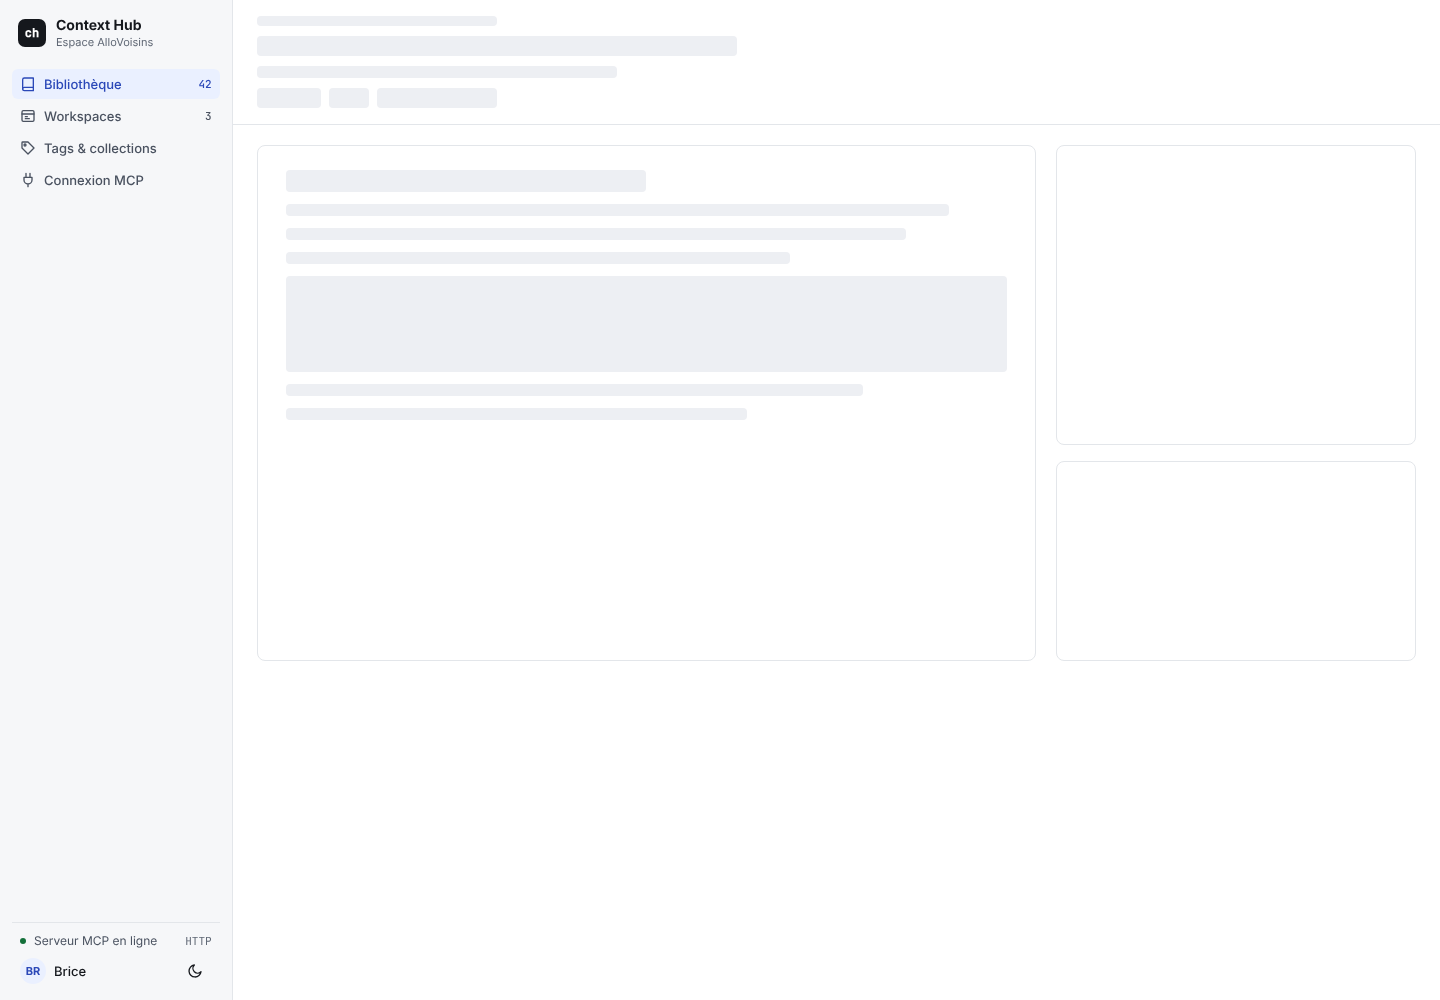 ch
Context Hub
Espace AlloVoisins
Bibliothèque 42
Workspaces 3
Tags & collections
Connexion MCP
Serveur MCP en ligne HTTP
BR Brice